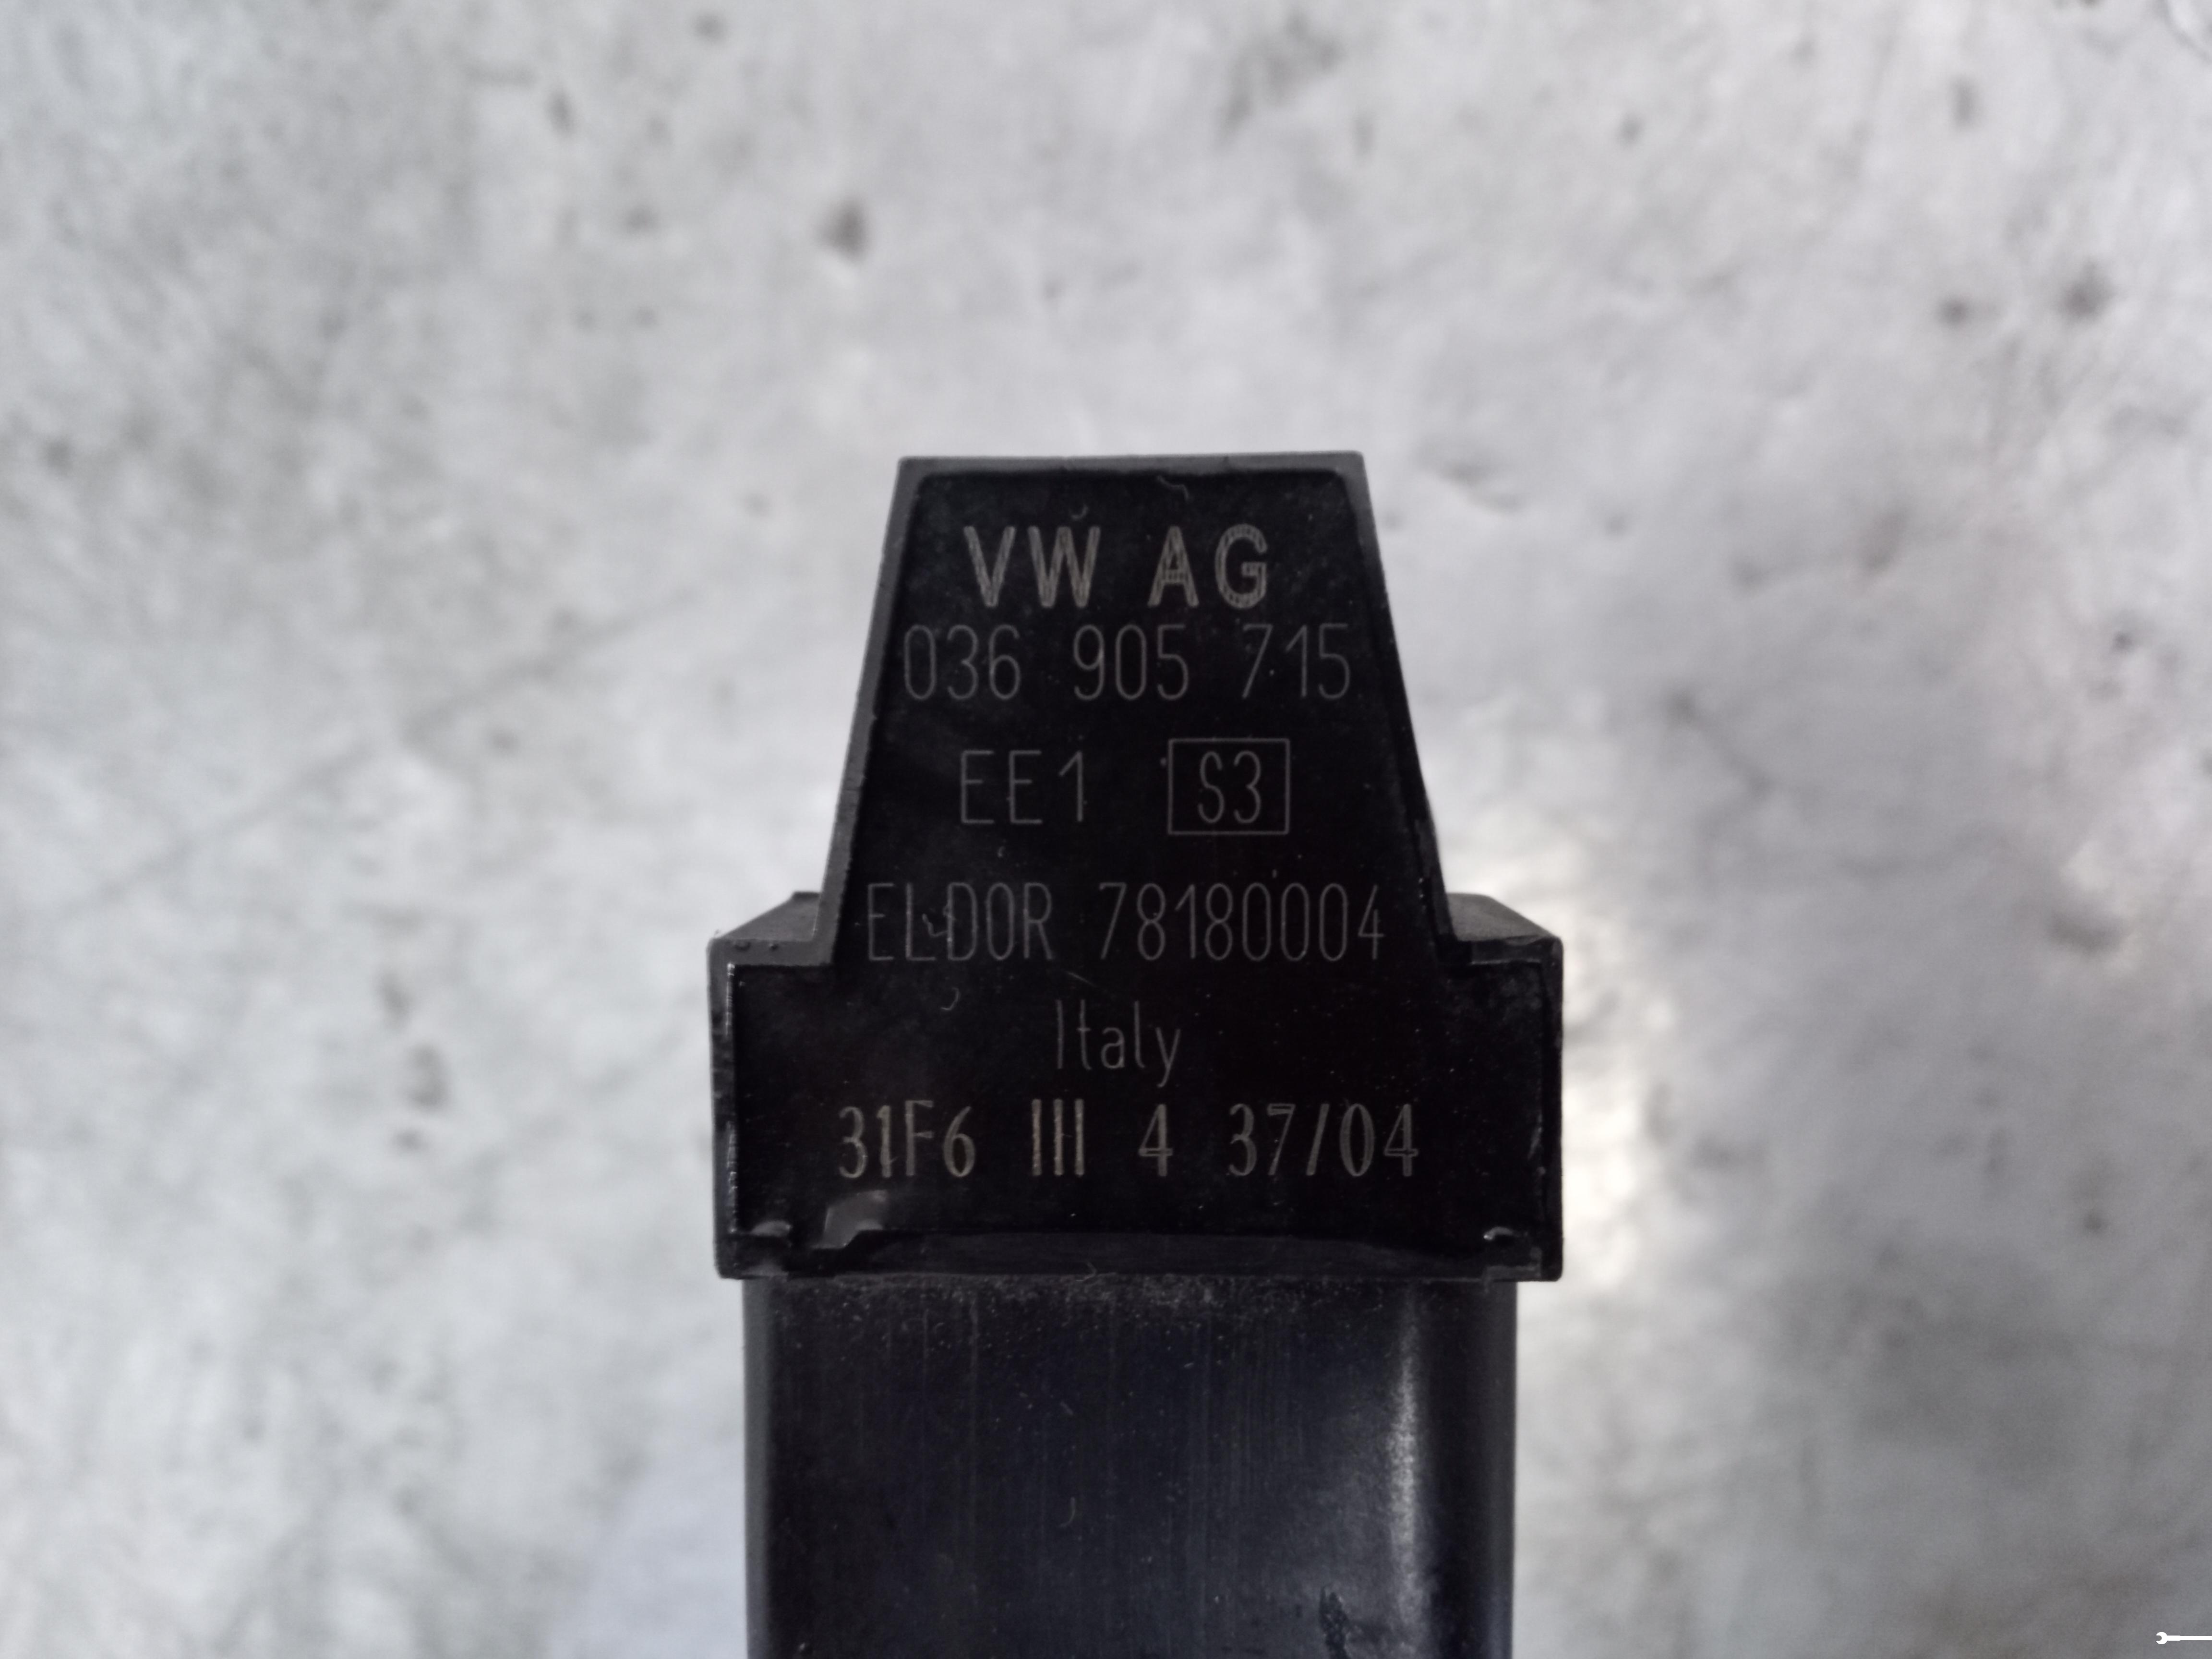 VW AG
036 905 715
EE1 S3
ELDOR 78180004
Italy
31F6 III 4 37/04